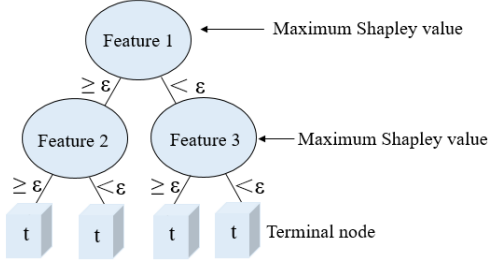 Feature 1
Maximum Shapley value
≥ ε
< ε
Feature 2
Feature 3
Maximum Shapley value
≥ ε
<ε
≥ ε
<ε
t
t
t
t
Terminal node